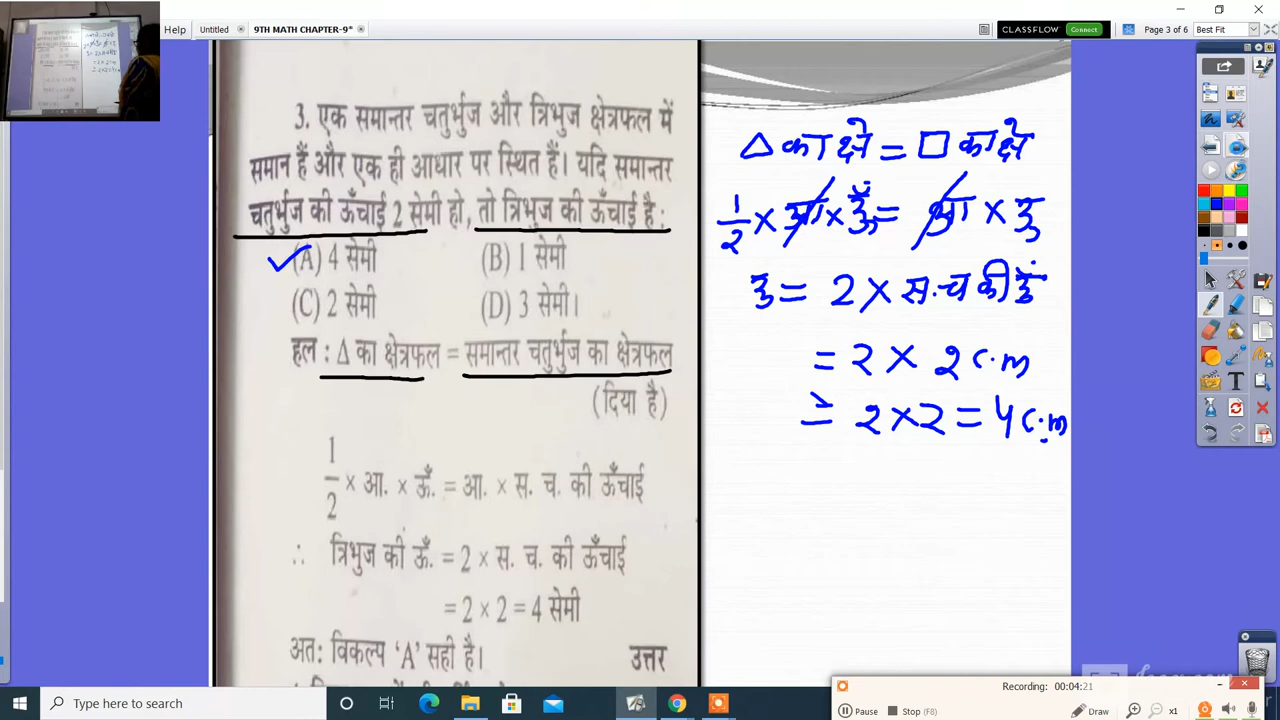 Help
Untitled
9TH MATH CHAPTER-9*
CLASSFLOW
Connect
Page 3 of 6
Best Fit
3. एक समान्तर चतुर्भुज और त्रिभुज क्षेत्रफल में
समान हैं और एक ही आधार पर स्थित हैं। यदि समान्तर
चतुर्भुज की ऊँचाई 2 सेमी हो, तो त्रिभुज की ऊँचाई है :
(A) 4 सेमी (B) 1 सेमी
(C) 2 सेमी (D) 3 सेमी।
हल : Δ का क्षेत्रफल = समान्तर चतुर्भुज का क्षेत्रफल
(दिया है)
1/2 × आ. × ऊँ. = आ. × स. च. की ऊँचाई
∴ त्रिभुज की ऊँ. = 2 × स. च. की ऊँचाई
= 2 × 2 = 4 सेमी
अत: विकल्प ‘A’ सही है। उत्तर
Δ का क्षे = □ का क्षे
1/2 × आ × ऊँ = आ × ऊ
ऊ = 2 × स.च की ऊँ
= 2 × 2 c.m
= 2 × 2 = 4 c.m
Recording: 00:04:21
Pause
Stop (F8)
Draw
x1
Type here to search